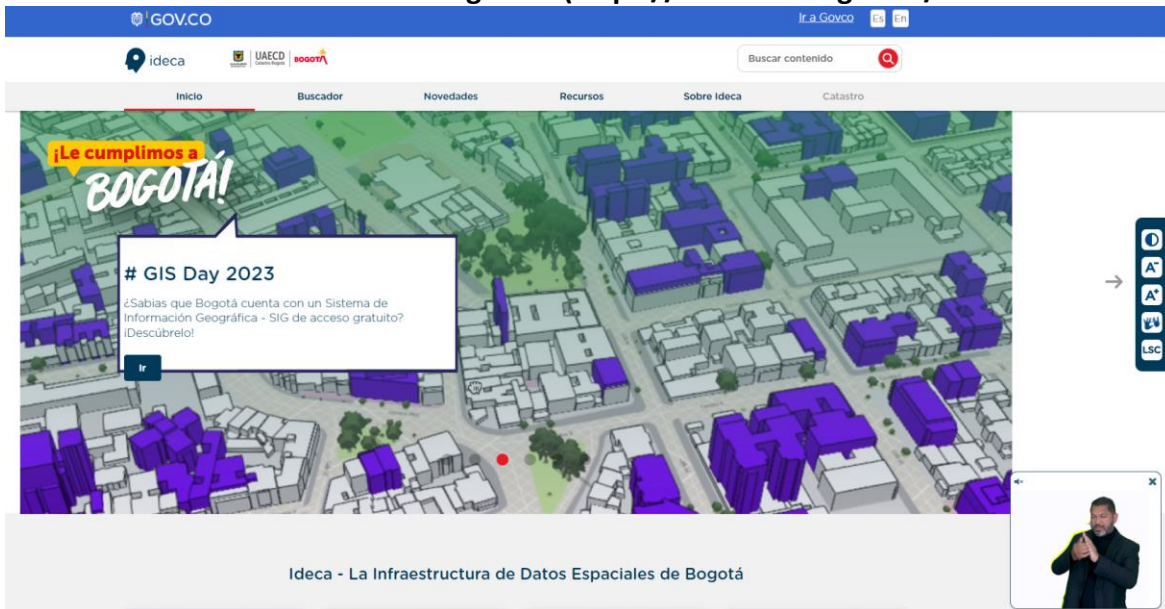 GOV.CO
Ir a Govco Es En
ideca UAECD BOGOTÁ
Buscar contenido
Inicio Buscador Novedades Recursos Sobre Ideca Catastro
¡Le cumplimos a
BOGOTÁ!
# GIS Day 2023
¿Sabias que Bogotá cuenta con un Sistema de
Información Geográfica - SIG de acceso gratuito?
¡Descúbrelo!
Ir
A-
A+
LSC
Ideca - La Infraestructura de Datos Espaciales de Bogotá